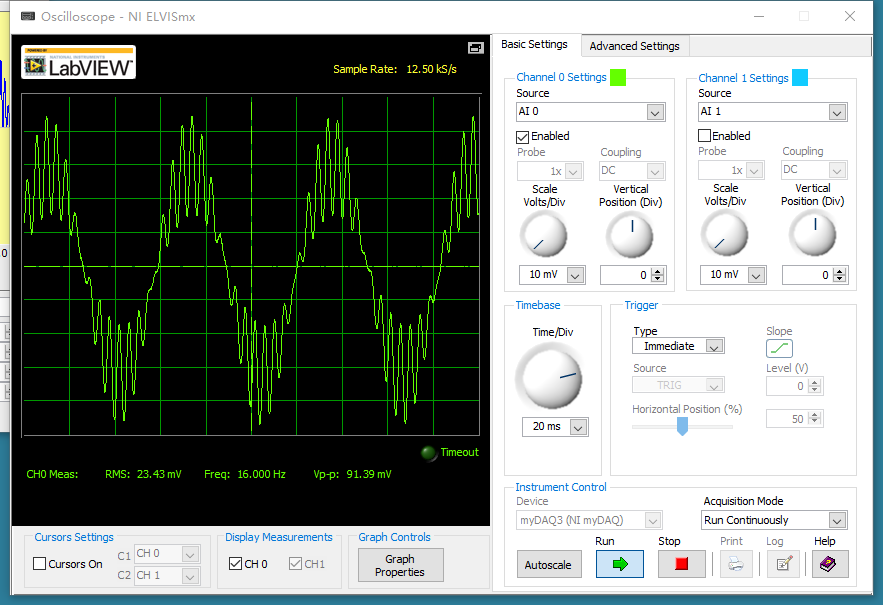 Oscilloscope - NI ELVISmx
LabVIEW
Sample Rate: 12.50 kS/s
Timeout
CH0 Meas: RMS: 23.43 mV Freq: 16.000 Hz Vp-p: 91.39 mV
Cursors Settings
Cursors On
C1 CH 0
C2 CH 1
Display Measurements
CH 0 CH1
Graph Controls
Graph
Properties
Basic Settings Advanced Settings
Channel 0 Settings
Source
AI 0
Enabled
Probe Coupling
1x DC
Scale Vertical
Volts/Div Position (Div)
10 mV 0
Channel 1 Settings
Source
AI 1
Enabled
Probe Coupling
1x DC
Scale Vertical
Volts/Div Position (Div)
10 mV 0
Timebase
Time/Div
20 ms
Trigger
Type Slope
Immediate
Source Level (V)
TRIG 0
Horizontal Position (%)
50
Instrument Control
Device Acquisition Mode
myDAQ3 (NI myDAQ) Run Continuously
Run Stop Print Log Help
Autoscale